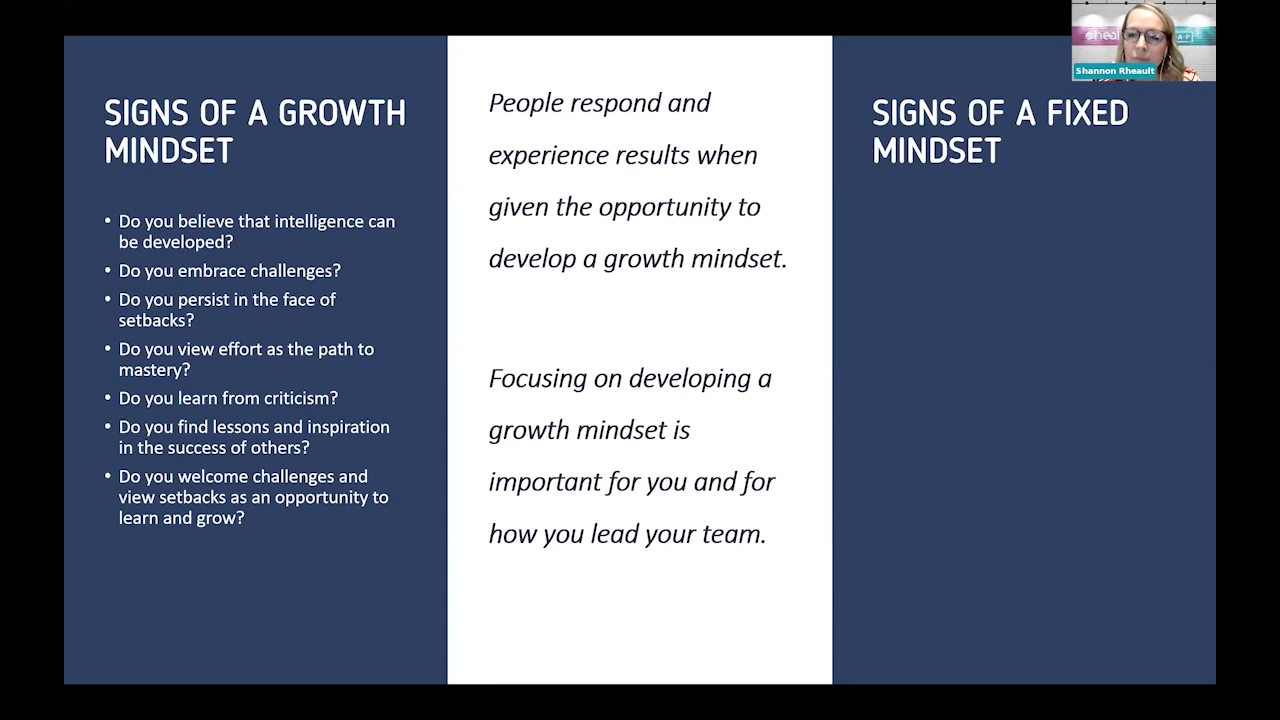 SIGNS OF A GROWTH
MINDSET
• Do you believe that intelligence can
be developed?
• Do you embrace challenges?
• Do you persist in the face of
setbacks?
• Do you view effort as the path to
mastery?
• Do you learn from criticism?
• Do you find lessons and inspiration
in the success of others?
• Do you welcome challenges and
view setbacks as an opportunity to
learn and grow?
People respond and
experience results when
given the opportunity to
develop a growth mindset.
Focusing on developing a
growth mindset is
important for you and for
how you lead your team.
SIGNS OF A FIXED
MINDSET
Shannon Rheault